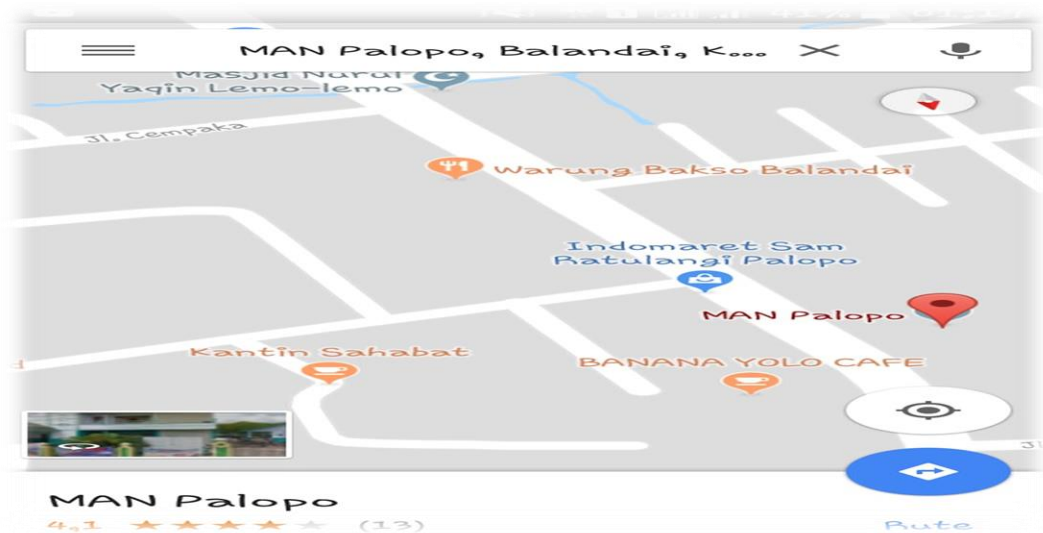 MAN Palopo, Balandai, K...
Masjid Nurul
Yaqin Lemo-lemo
Jl. Cempaka
Warung Bakso Balandai
Indomaret Sam
Ratulangi Palopo
MAN Palopo
Kantin Sahabat
BANANA YOLO CAFE
MAN Palopo
4,1 (13)
Rute